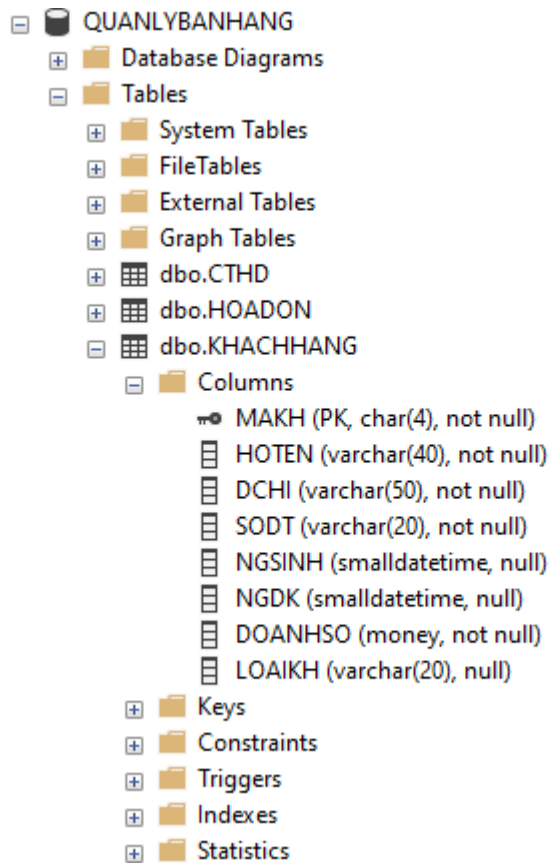 QUANLYBANHANG
Database Diagrams
Tables
System Tables
FileTables
External Tables
Graph Tables
dbo.CTHD
dbo.HOADON
dbo.KHACHHANG
Columns
MAKH (PK, char(4), not null)
HOTEN (varchar(40), not null)
DCHI (varchar(50), not null)
SODT (varchar(20), not null)
NGSINH (smalldatetime, null)
NGDK (smalldatetime, null)
DOANHSO (money, not null)
LOAIKH (varchar(20), null)
Keys
Constraints
Triggers
Indexes
Statistics